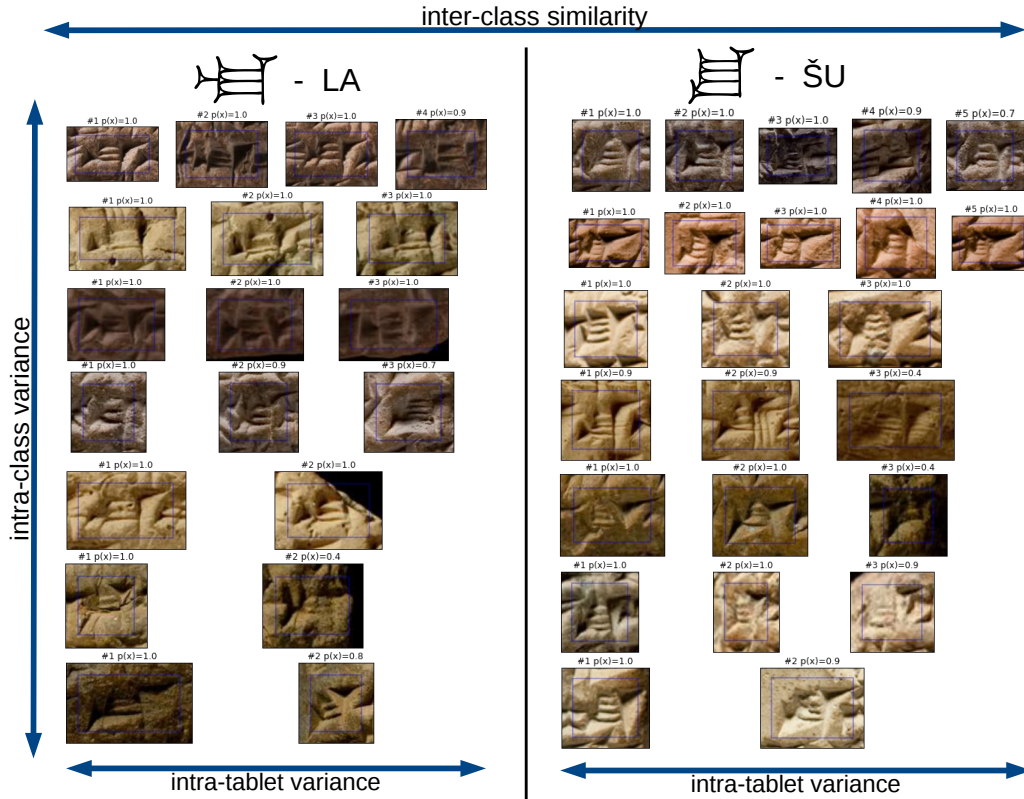 inter-class similarity
- LA
- ŠU
intra-class variance
#1 p(x)=1.0 #2 p(x)=1.0 #3 p(x)=1.0 #4 p(x)=0.9
#1 p(x)=1.0 #2 p(x)=1.0 #3 p(x)=1.0
#1 p(x)=1.0 #2 p(x)=1.0 #3 p(x)=1.0
#1 p(x)=1.0 #2 p(x)=0.9 #3 p(x)=0.7
#1 p(x)=1.0 #2 p(x)=1.0
#1 p(x)=1.0 #2 p(x)=0.4
#1 p(x)=1.0 #2 p(x)=0.8
intra-tablet variance
#1 p(x)=1.0 #2 p(x)=1.0 #3 p(x)=1.0 #4 p(x)=0.9 #5 p(x)=0.7
#1 p(x)=1.0 #2 p(x)=1.0 #3 p(x)=1.0 #4 p(x)=1.0 #5 p(x)=1.0
#1 p(x)=1.0 #2 p(x)=1.0 #3 p(x)=1.0
#1 p(x)=0.9 #2 p(x)=0.9 #3 p(x)=0.4
#1 p(x)=1.0 #2 p(x)=1.0 #3 p(x)=0.4
#1 p(x)=1.0 #2 p(x)=1.0 #3 p(x)=0.9
#1 p(x)=1.0 #2 p(x)=0.9
intra-tablet variance